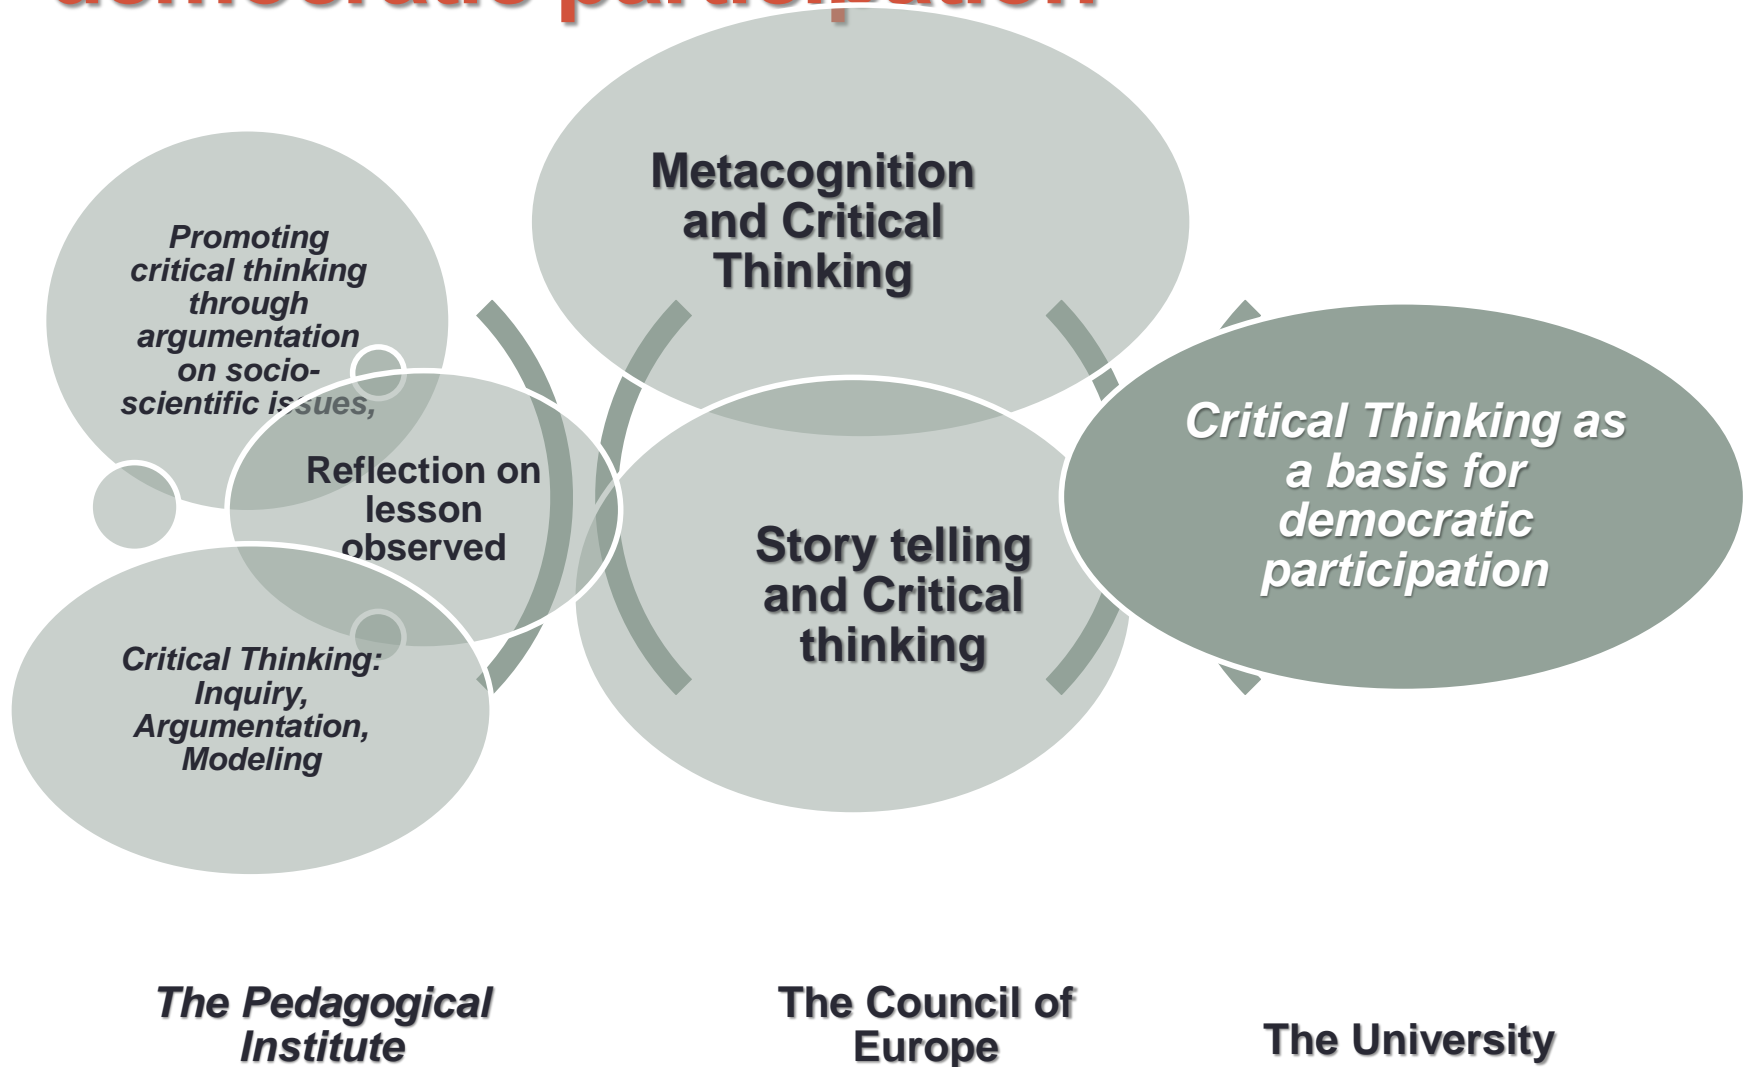 democratic participation
Metacognition
and Critical
Thinking
Promoting
critical thinking
through
argumentation
on socio-
scientific issues,
Reflection on
lesson
observed
Critical Thinking as
a basis for
democratic
participation
Story telling
and Critical
thinking
Critical Thinking:
Inquiry,
Argumentation,
Modeling
The Pedagogical
Institute
The Council of
Europe
The University